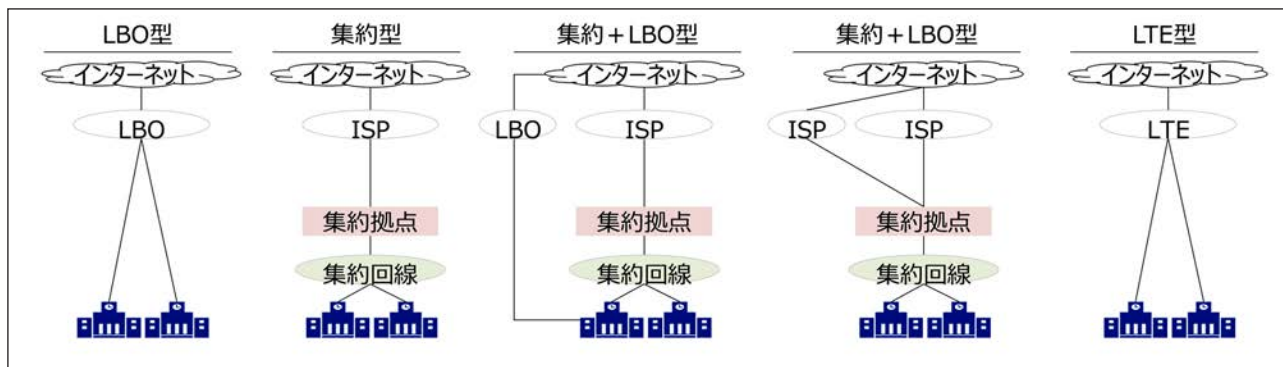 LBO型
インターネット
LBO
集約型
インターネット
ISP
集約拠点
集約回線
集約+LBO型
インターネット
LBO
ISP
集約拠点
集約回線
集約+LBO型
インターネット
ISP
ISP
集約拠点
集約回線
LTE型
インターネット
LTE